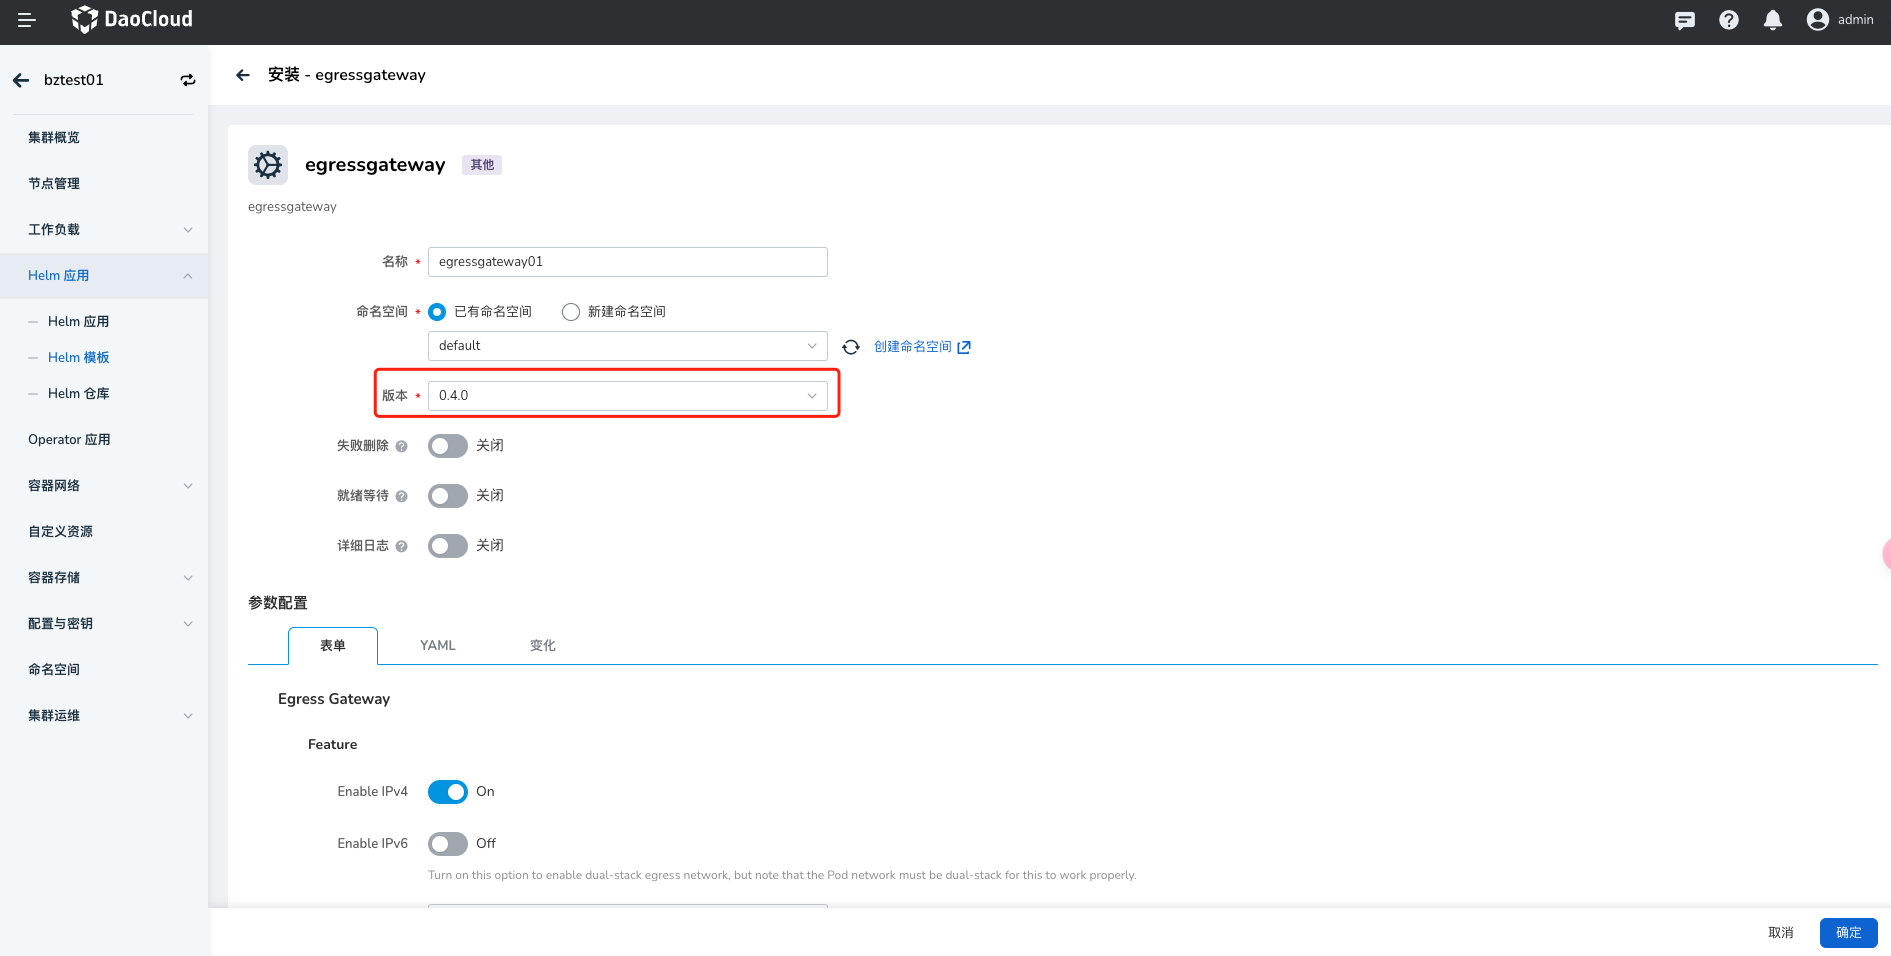 DaoCloud
admin
bztest01
集群概览
节点管理
工作负载
Helm 应用
Helm 应用
Helm 模板
Helm 仓库
Operator 应用
容器网络
自定义资源
容器存储
配置与密钥
命名空间
集群运维
安装 - egressgateway
egressgateway 其他
egressgateway
名称 * egressgateway01
命名空间 * 已有命名空间 新建命名空间
default 创建命名空间
版本 * 0.4.0
失败删除 ? 关闭
就绪等待 ? 关闭
详细日志 ? 关闭
参数配置
表单 YAML 变化
Egress Gateway
Feature
Enable IPv4 On
Enable IPv6 Off
Turn on this option to enable dual-stack egress network, but note that the Pod network must be dual-stack for this to work properly.
取消 确定